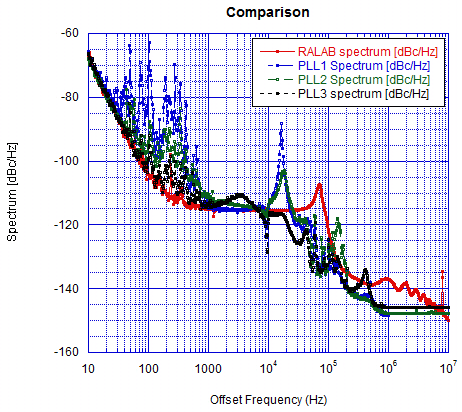 Comparison
RALAB spectrum [dBc/Hz]
PLL1 Spectrum [dBc/Hz]
PLL2 Spectrum [dBc/Hz]
PLL3 spectrum [dBc/Hz]
Spectrum [dBc/Hz]
-60
-80
-100
-120
-140
-160
10 100 1000 10⁴ 10⁵ 10⁶ 10⁷
Offset Frequency (Hz)